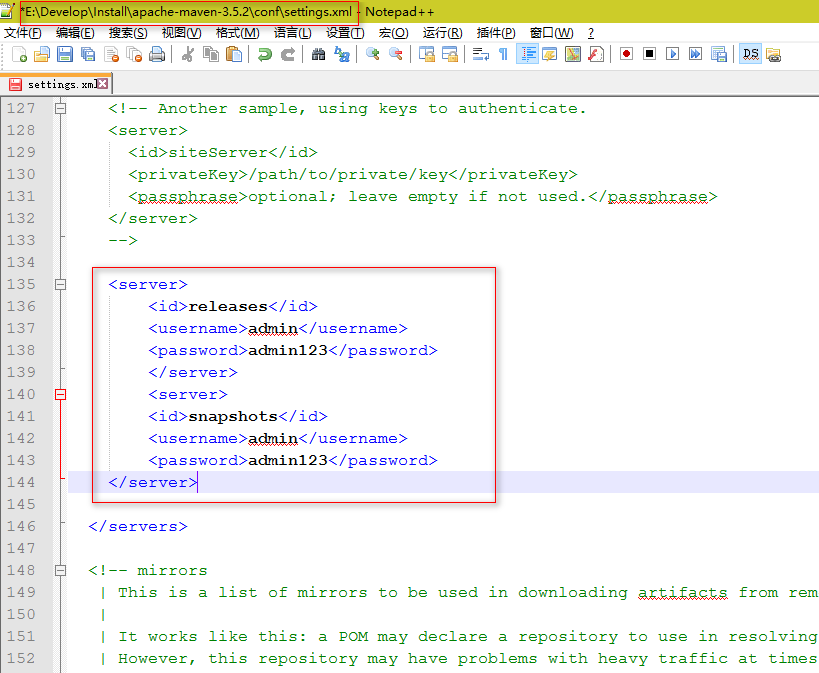 *E:\Develop\Install\apache-maven-3.5.2\conf\settings.xml - Notepad++
文件(F) 编辑(E) 搜索(S) 视图(V) 格式(M) 语言(L) 设置(T) 宏(O) 运行(R) 插件(P) 窗口(W) ?
DS
settings.xml
127 <!-- Another sample, using keys to authenticate.
128 <server>
129 <id>siteServer</id>
130 <privateKey>/path/to/private/key</privateKey>
131 <passphrase>optional; leave empty if not used.</passphrase>
132 </server>
133 -->
134
135 <server>
136 <id>releases</id>
137 <username>admin</username>
138 <password>admin123</password>
139 </server>
140 <server>
141 <id>snapshots</id>
142 <username>admin</username>
143 <password>admin123</password>
144 </server>
145
146 </servers>
147
148 <!-- mirrors
149 | This is a list of mirrors to be used in downloading artifacts from rem
150 |
151 | It works like this: a POM may declare a repository to use in resolving
152 | However, this repository may have problems with heavy traffic at times